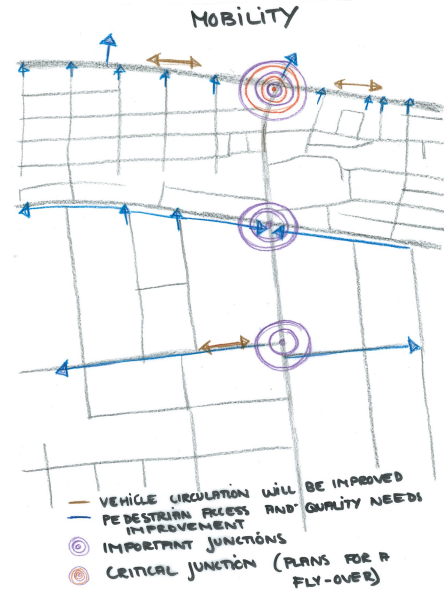 MOBILITY
VEHICLE CIRCULATION WILL BE IMPROVED
PEDESTRIAN ACCESS AND QUALITY NEEDS
IMPROVEMENT
IMPORTANT JUNCTIONS
CRITICAL JUNCTION (PLANS FOR A
FLY-OVER)